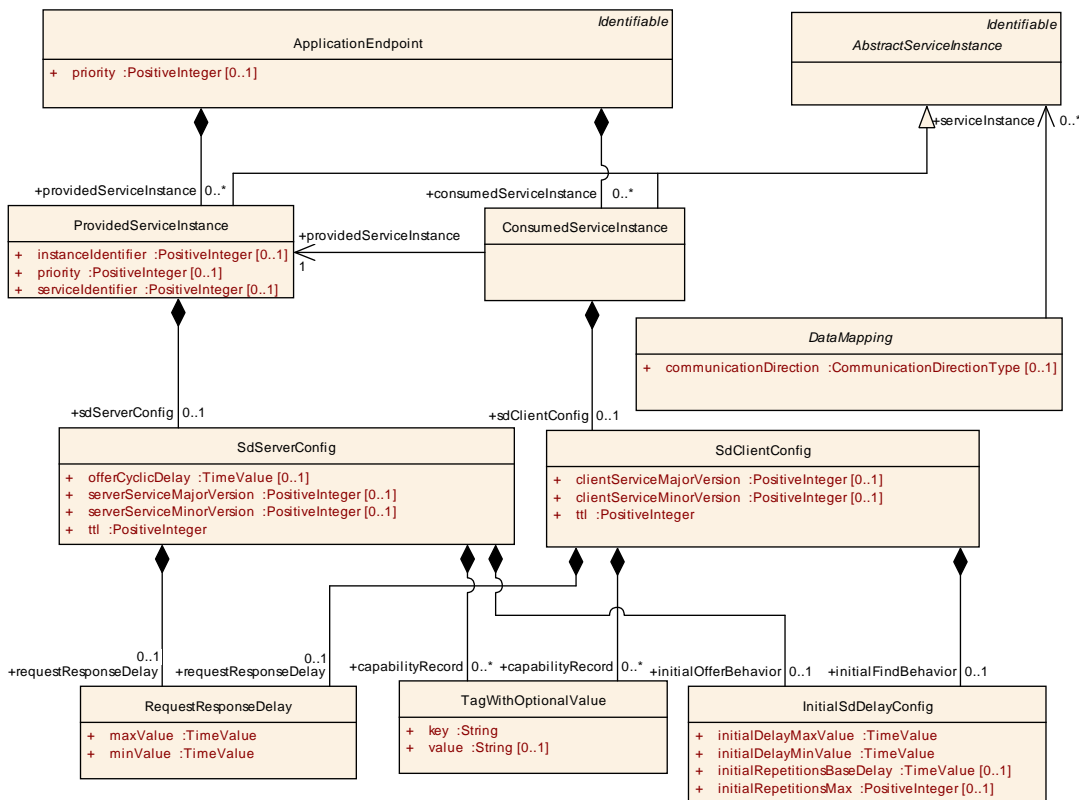 Identifiable
ApplicationEndpoint
+ priority :PositiveInteger [0..1]
Identifiable
AbstractServiceInstance
+serviceInstance 0..*
+providedServiceInstance 0..*
+consumedServiceInstance 0..*
ProvidedServiceInstance
+ instanceIdentifier :PositiveInteger [0..1]
+ priority :PositiveInteger [0..1]
+ serviceIdentifier :PositiveInteger [0..1]
+providedServiceInstance
1
ConsumedServiceInstance
DataMapping
+ communicationDirection :CommunicationDirectionType [0..1]
+sdServerConfig 0..1
+sdClientConfig 0..1
SdServerConfig
+ offerCyclicDelay :TimeValue [0..1]
+ serverServiceMajorVersion :PositiveInteger [0..1]
+ serverServiceMinorVersion :PositiveInteger [0..1]
+ ttl :PositiveInteger
SdClientConfig
+ clientServiceMajorVersion :PositiveInteger [0..1]
+ clientServiceMinorVersion :PositiveInteger [0..1]
+ ttl :PositiveInteger
0..1
+requestResponseDelay
0..1
+requestResponseDelay
+capabilityRecord 0..*
+capabilityRecord 0..*
+initialOfferBehavior 0..1
+initialFindBehavior 0..1
RequestResponseDelay
+ maxValue :TimeValue
+ minValue :TimeValue
TagWithOptionalValue
+ key :String
+ value :String [0..1]
InitialSdDelayConfig
+ initialDelayMaxValue :TimeValue
+ initialDelayMinValue :TimeValue
+ initialRepetitionsBaseDelay :TimeValue [0..1]
+ initialRepetitionsMax :PositiveInteger [0..1]